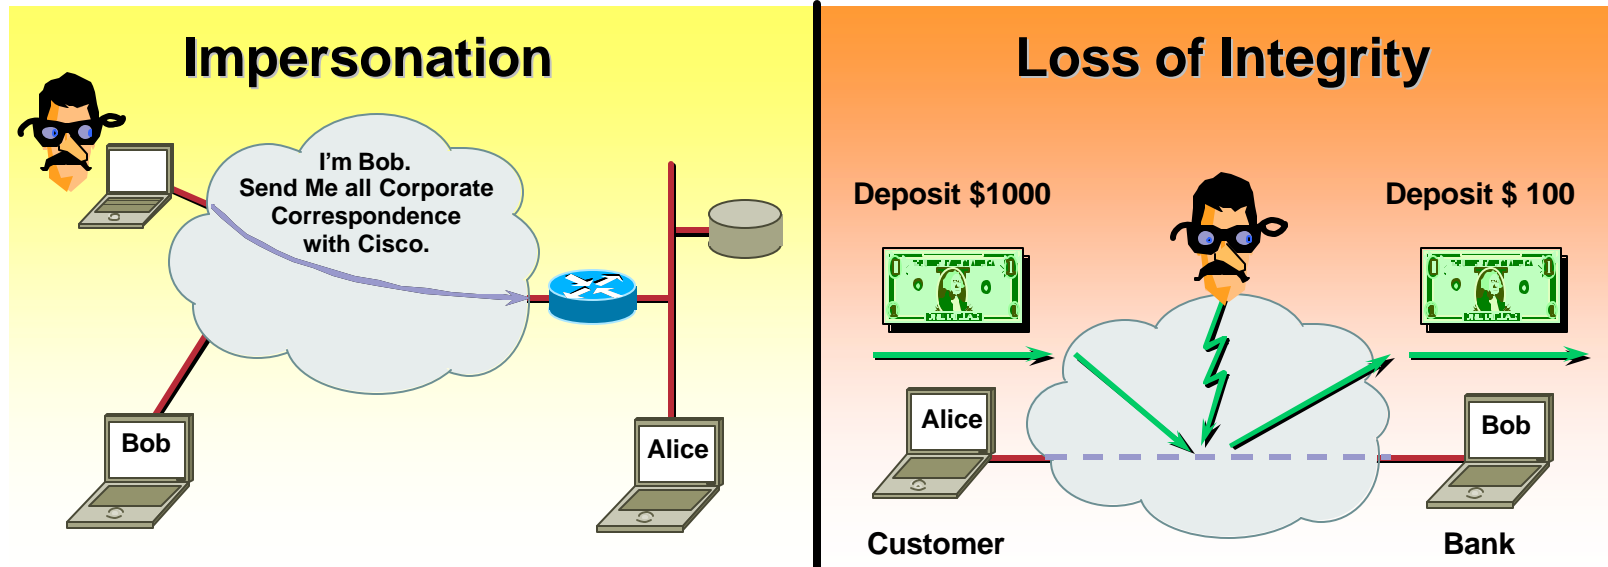 Impersonation
I'm Bob.
Send Me all Corporate
Correspondence
with Cisco.
Bob
Alice
Loss of Integrity
Deposit $1000
Deposit $ 100
Alice
Bob
Customer
Bank